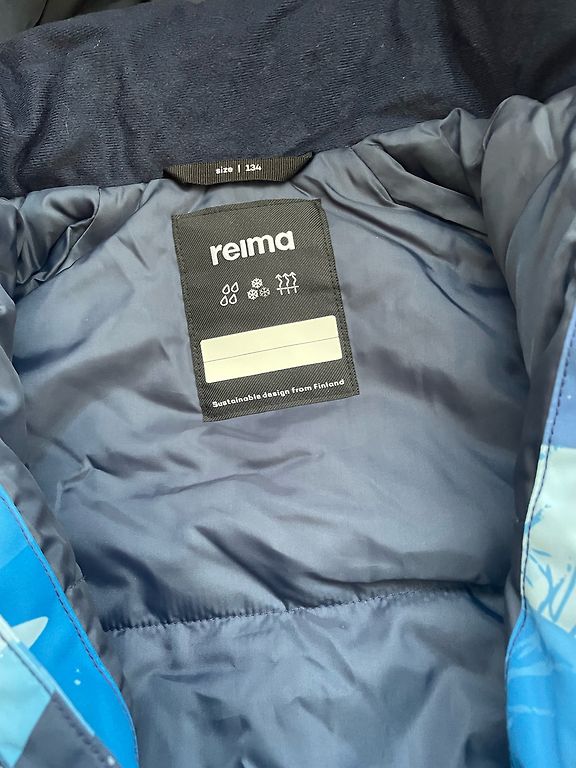 size | 134
reima
Sustainable design from Finland